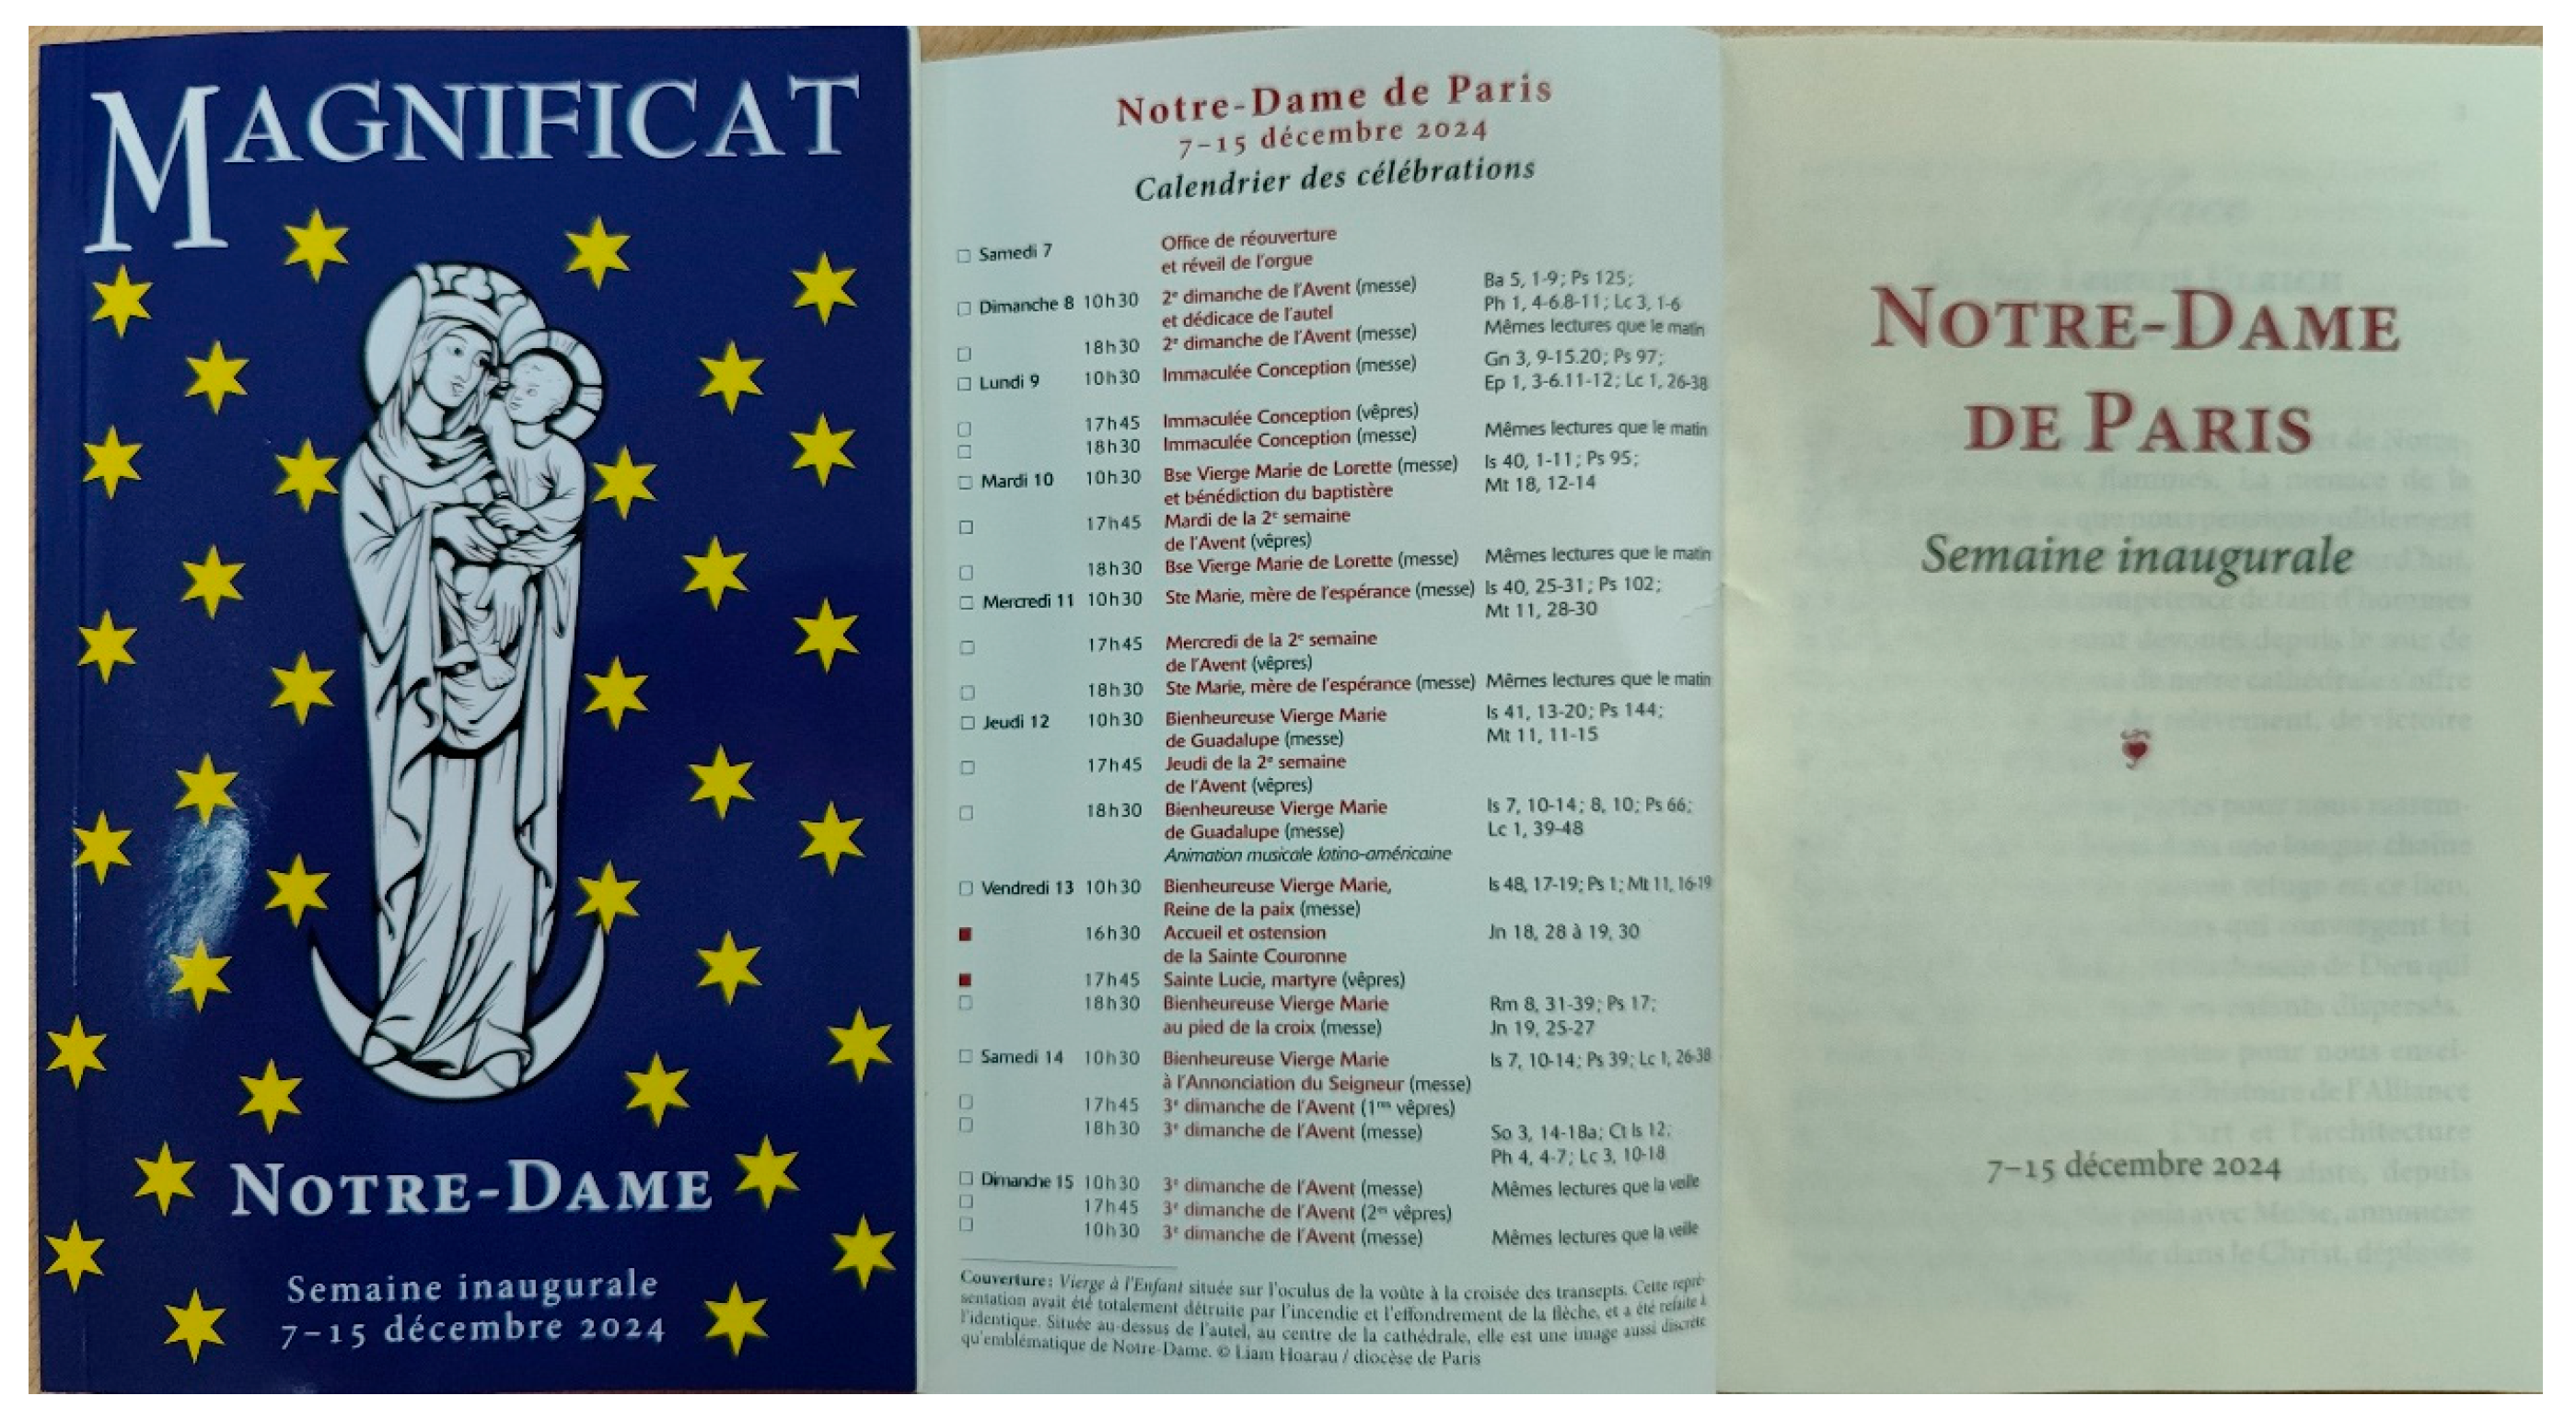 MAGNIFICAT
NOTRE-DAME
Semaine inaugurale
7–15 décembre 2024
Notre-Dame de Paris
7–15 décembre 2024
Calendrier des célébrations
Samedi 7 Office de réouverture
et réveil de l'orgue
Dimanche 8 10h30 2e dimanche de l'Avent (messe) Ba 5, 1-9; Ps 125;
et dédicace de l'autel Ph 1, 4-6.8-11; Lc 3, 1-6
18h30 2e dimanche de l'Avent (messe) Mêmes lectures que le matin
Lundi 9 10h30 Immaculée Conception (messe) Gn 3, 9-15.20; Ps 97;
Ep 1, 3-6.11-12; Lc 1, 26-38
17h45 Immaculée Conception (vêpres)
18h30 Immaculée Conception (messe) Mêmes lectures que le matin
Mardi 10 10h30 Bse Vierge Marie de Lorette (messe) Is 40, 1-11; Ps 95;
et bénédiction du baptistère Mt 18, 12-14
17h45 Mardi de la 2e semaine
de l'Avent (vêpres)
18h30 Bse Vierge Marie de Lorette (messe) Mêmes lectures que le matin
Mercredi 11 10h30 Ste Marie, mère de l'espérance (messe) Is 40, 25-31; Ps 102;
Mt 11, 28-30
17h45 Mercredi de la 2e semaine
de l'Avent (vêpres)
18h30 Ste Marie, mère de l'espérance (messe) Mêmes lectures que le matin
Jeudi 12 10h30 Bienheureuse Vierge Marie Is 41, 13-20; Ps 144;
de Guadalupe (messe) Mt 11, 11-15
17h45 Jeudi de la 2e semaine
de l'Avent (vêpres)
18h30 Bienheureuse Vierge Marie Is 7, 10-14; 8, 10; Ps 66;
de Guadalupe (messe) Lc 1, 39-48
Animation musicale latino-américaine
Vendredi 13 10h30 Bienheureuse Vierge Marie, Is 48, 17-19; Ps 1; Mt 11, 16-19
Reine de la paix (messe)
16h30 Accueil et ostension Jn 18, 28 à 19, 30
de la Sainte Couronne
17h45 Sainte Lucie, martyre (vêpres)
18h30 Bienheureuse Vierge Marie Rm 8, 31-39; Ps 17;
au pied de la croix (messe) Jn 19, 25-27
Samedi 14 10h30 Bienheureuse Vierge Marie Is 7, 10-14; Ps 39; Lc 1, 26-38
à l'Annonciation du Seigneur (messe)
17h45 3e dimanche de l'Avent (1res vêpres)
18h30 3e dimanche de l'Avent (messe) So 3, 14-18a; Ct Is 12;
Ph 4, 4-7; Lc 3, 10-18
Dimanche 15 10h30 3e dimanche de l'Avent (messe) Mêmes lectures que la veille
17h45 3e dimanche de l'Avent (2es vêpres)
10h30 3e dimanche de l'Avent (messe) Mêmes lectures que la veille
Couverture : Vierge à l'Enfant située sur l'oculus de la voûte à la croisée des transepts. Cette repré-
sentation avait été totalement détruite par l'incendie et l'effondrement de la flèche, et a été refaite à
l'identique. Située au-dessus de l'autel, au centre de la cathédrale, elle est une image aussi discrète
qu'emblématique de Notre-Dame. © Liam Hoarau / diocèse de Paris
NOTRE-DAME
DE PARIS
Semaine inaugurale
7–15 décembre 2024